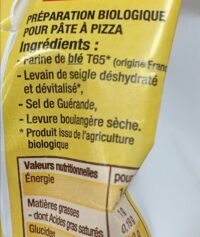 PRÉPARATION BIOLOGIQUE
POUR PÂTE À PIZZA
Ingrédients :
- Farine de blé T65* (origine Fran
- Levain de seigle déshydraté
et dévitalisé*,
- Sel de Guérande,
- Levure boulangère sèche.
* Produit issu de l'agriculture
biologique
Valeurs nutritionnelles
pour
Énergie
Matières grasses
- dont Acides gras saturés
Glucides